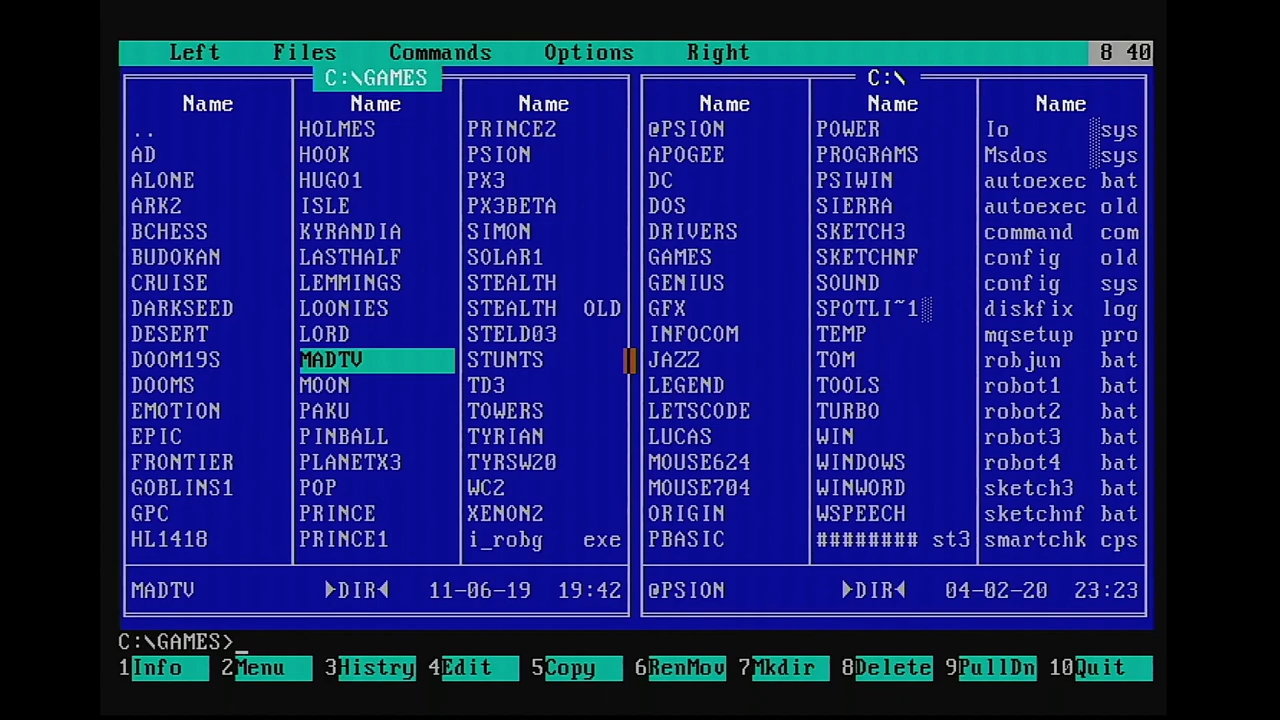 Left Files Commands Options Right 8 40
C:\GAMES C:\
Name Name Name Name Name Name
.. HOLMES PRINCE2 @PSION POWER Io sys
AD HOOK PSION APOGEE PROGRAMS Msdos sys
ALONE HUGO1 PX3 DC PSIWIN autoexec bat
ARK2 ISLE PX3BETA DOS SIERRA autoexec old
BCHESS KYRANDIA SIMON DRIVERS SKETCH3 command com
BUDOKAN LASTHALF SOLAR1 GAMES SKETCHNF config old
CRUISE LEMMINGS STEALTH GENIUS SOUND config sys
DARKSEED LOONIES STEALTH OLD GFX SPOTLI~1 diskfix log
DESERT LORD STELD03 INFOCOM TEMP mqsetup pro
DOOM19S MADTV STUNTS JAZZ TOM robjun bat
DOOMS MOON TD3 LEGEND TOOLS robot1 bat
EMOTION PAKU TOWERS LETSCODE TURBO robot2 bat
EPIC PINBALL TYRIAN LUCAS WIN robot3 bat
FRONTIER PLANETX3 TYRSW20 MOUSE624 WINDOWS robot4 bat
GOBLINS1 POP WC2 MOUSE704 WINWORD sketch3 bat
GPC PRINCE XENON2 ORIGIN WSPEECH sketchnf bat
HL1418 PRINCE1 i_robg exe PBASIC ######## st3 smartchk cps
MADTV ►DIR◄ 11-06-19 19:42 @PSION ►DIR◄ 04-02-20 23:23
C:\GAMES>_
1Info 2Menu 3Histry 4Edit 5Copy 6RenMov 7Mkdir 8Delete 9PullDn 10Quit